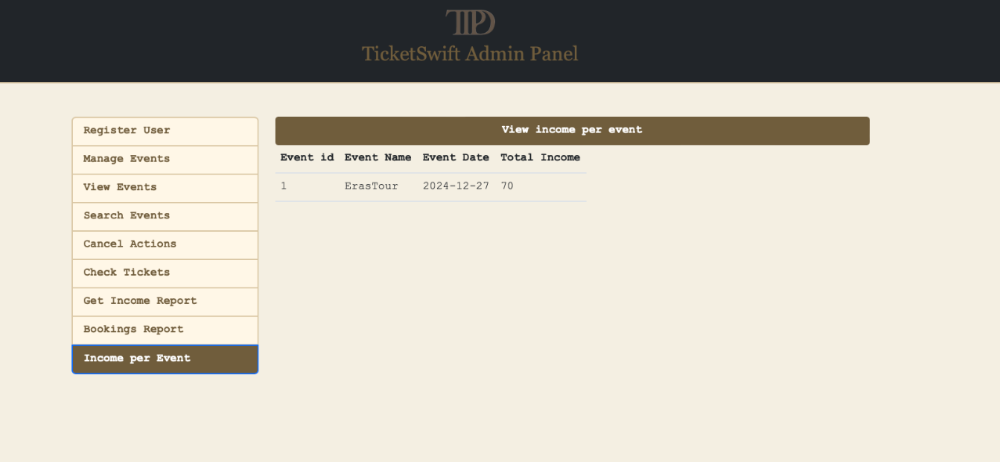 TPD
TicketSwift Admin Panel
Register User
Manage Events
View Events
Search Events
Cancel Actions
Check Tickets
Get Income Report
Bookings Report
Income per Event
View income per event
Event id Event Name Event Date Total Income
1 ErasTour 2024-12-27 70